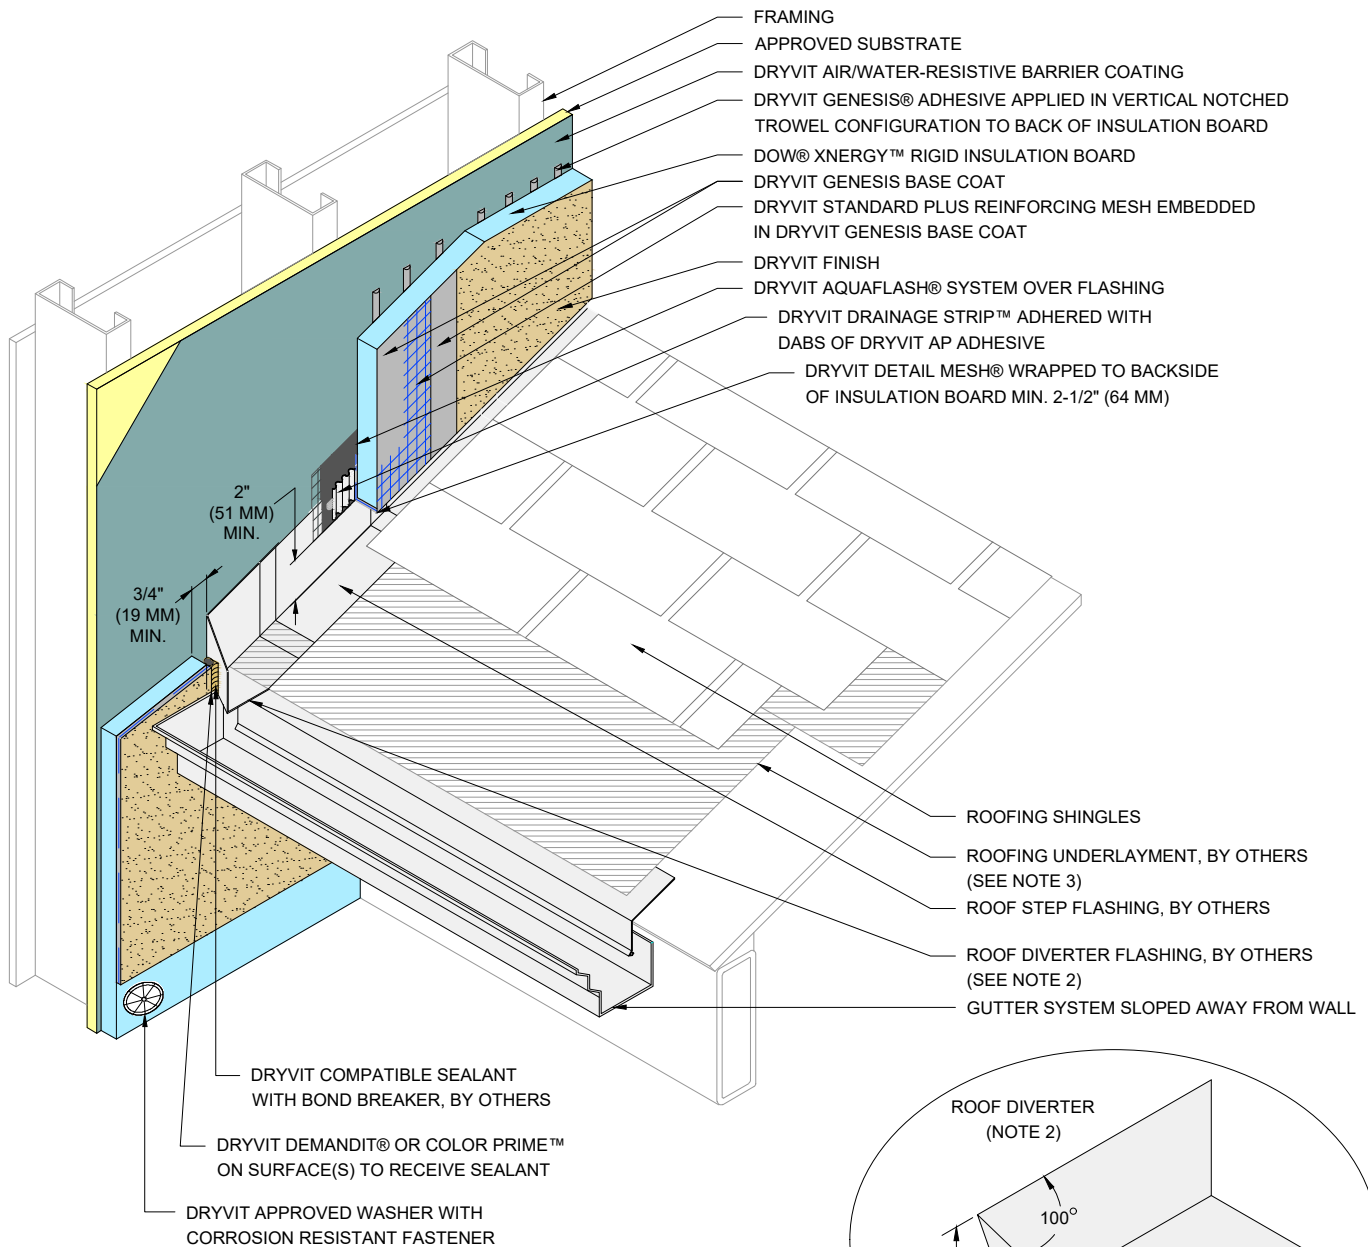 FRAMING
APPROVED SUBSTRATE
DRYVIT AIR/WATER-RESISTIVE BARRIER COATING
DRYVIT GENESIS® ADHESIVE APPLIED IN VERTICAL NOTCHED
TROWEL CONFIGURATION TO BACK OF INSULATION BOARD
DOW® XNERGY™ RIGID INSULATION BOARD
DRYVIT GENESIS BASE COAT
DRYVIT STANDARD PLUS REINFORCING MESH EMBEDDED
IN DRYVIT GENESIS BASE COAT
DRYVIT FINISH
DRYVIT AQUAFLASH® SYSTEM OVER FLASHING
DRYVIT DRAINAGE STRIP™ ADHERED WITH
DABS OF DRYVIT AP ADHESIVE
DRYVIT DETAIL MESH® WRAPPED TO BACKSIDE
OF INSULATION BOARD MIN. 2-1/2" (64 MM)
2"
(51 MM)
MIN.
3/4"
(19 MM)
MIN.
ROOFING SHINGLES
ROOFING UNDERLAYMENT, BY OTHERS
(SEE NOTE 3)
ROOF STEP FLASHING, BY OTHERS
ROOF DIVERTER FLASHING, BY OTHERS
(SEE NOTE 2)
GUTTER SYSTEM SLOPED AWAY FROM WALL
DRYVIT COMPATIBLE SEALANT
WITH BOND BREAKER, BY OTHERS
DRYVIT DEMANDIT® OR COLOR PRIME™
ON SURFACE(S) TO RECEIVE SEALANT
DRYVIT APPROVED WASHER WITH
CORROSION RESISTANT FASTENER
ROOF DIVERTER
(NOTE 2)
100°